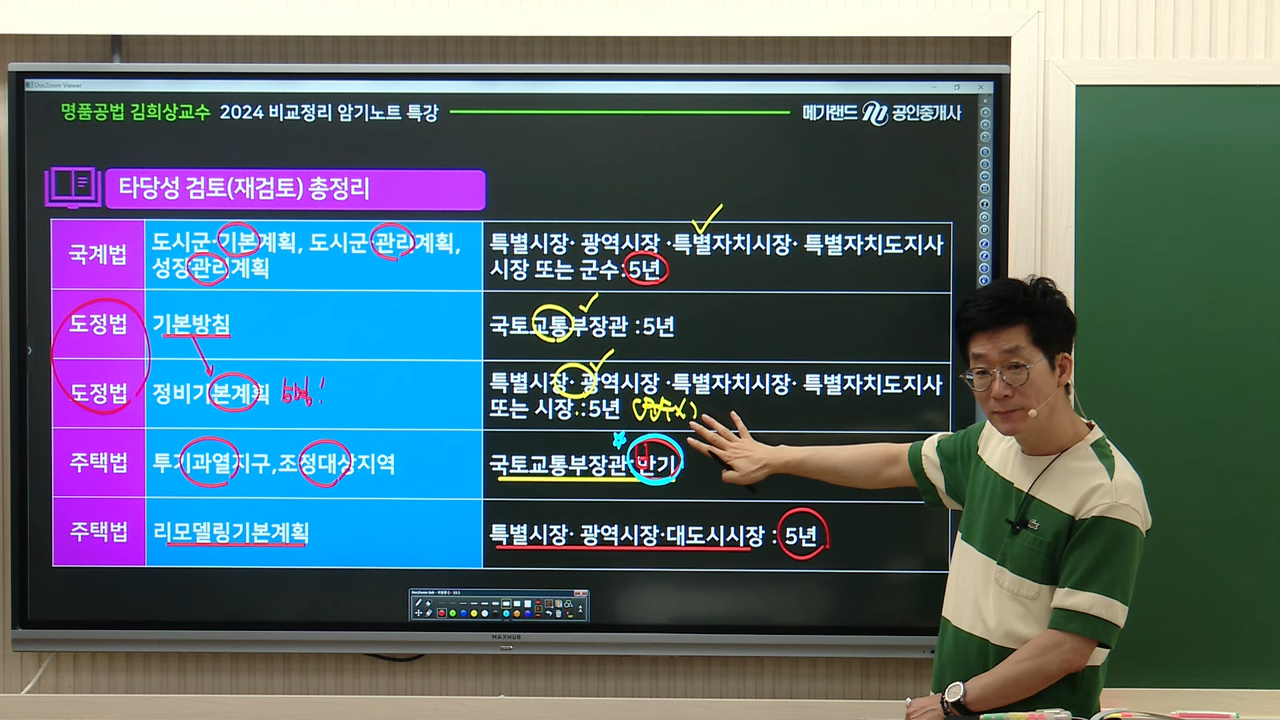 DocZoom Viewer
명품공법 김희상교수 2024 비교정리 암기노트 특강
메가랜드 공인중개사
타당성 검토(재검토) 총정리
국계법
도시군·기본계획, 도시군·관리계획,
성장관리계획
특별시장· 광역시장 ·특별자치시장· 특별자치도지사
시장 또는 군수:5년
도정법
기본방침
국토교통부장관 :5년
도정법
정비기본계획
특별시장· 광역시장 ·특별자치시장· 특별자치도지사
또는 시장.:5년
주택법
투기과열지구,조정대상지역
국토교통부장관·반기
주택법
리모델링기본계획
특별시장· 광역시장·대도시시장 : 5년
MAXHUB